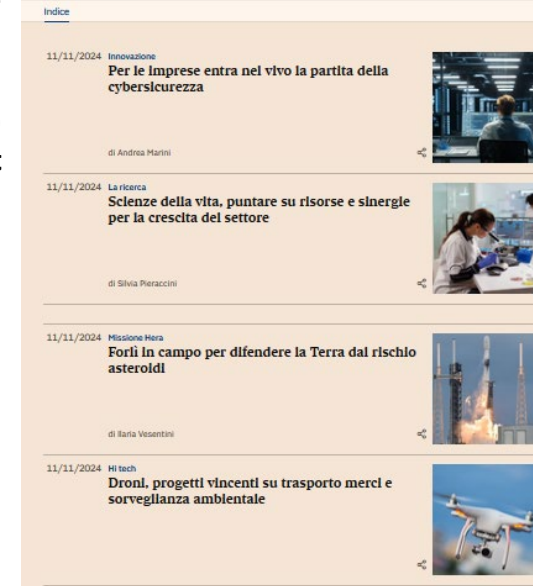 Indice
11/11/2024 Innovazione
Per le imprese entra nel vivo la partita della
cybersicurezza
di Andrea Marini
11/11/2024 La ricerca
Scienze della vita, puntare su risorse e sinergie
per la crescita del settore
di Silvia Pieraccini
11/11/2024 Missione Hera
Forlì in campo per difendere la Terra dal rischio
asteroidi
di Ilaria Vesentini
11/11/2024 Hi tech
Droni, progetti vincenti su trasporto merci e
sorveglianza ambientale